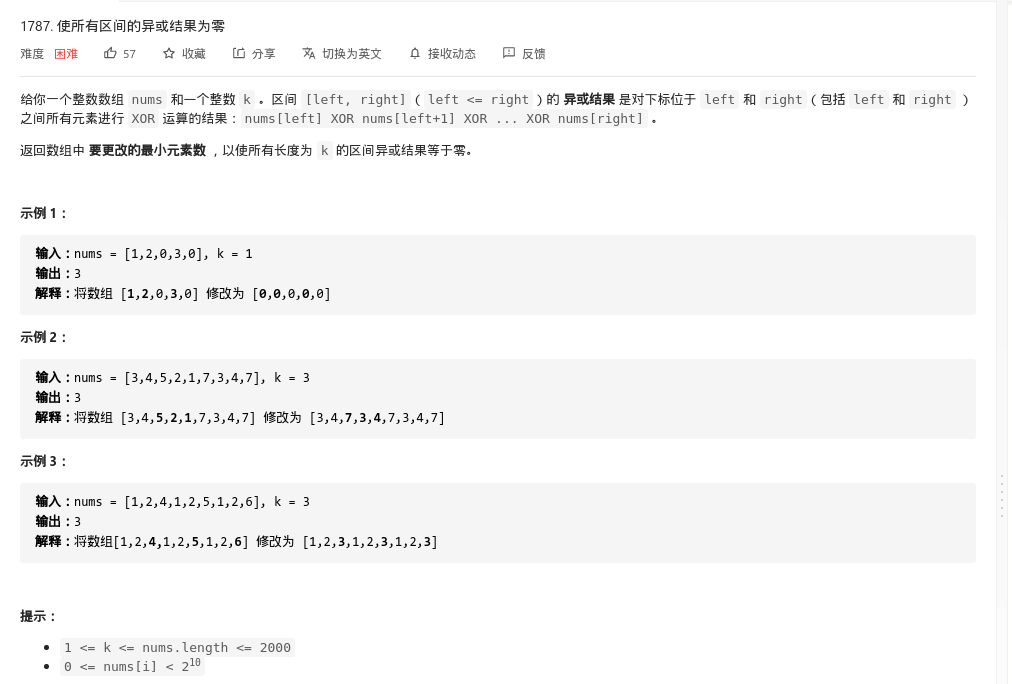 1787. 使所有区间的异或结果为零
难度 困难 57 收藏 分享 切换为英文 接收动态 反馈
给你一个整数数组 nums 和一个整数 k 。区间 [left, right] ( left <= right ) 的 异或结果 是对下标位于 left 和 right ( 包括 left 和 right )
之间所有元素进行 XOR 运算的结果：nums[left] XOR nums[left+1] XOR ... XOR nums[right] 。
返回数组中 要更改的最小元素数 ，以使所有长度为 k 的区间异或结果等于零。
示例 1：
输入：nums = [1,2,0,3,0], k = 1
输出：3
解释：将数组 [1,2,0,3,0] 修改为 [0,0,0,0,0]
示例 2：
输入：nums = [3,4,5,2,1,7,3,4,7], k = 3
输出：3
解释：将数组 [3,4,5,2,1,7,3,4,7] 修改为 [3,4,7,3,4,7,3,4,7]
示例 3：
输入：nums = [1,2,4,1,2,5,1,2,6], k = 3
输出：3
解释：将数组[1,2,4,1,2,5,1,2,6] 修改为 [1,2,3,1,2,3,1,2,3]
提示：
1 <= k <= nums.length <= 2000
0 <= nums[i] < 2¹⁰